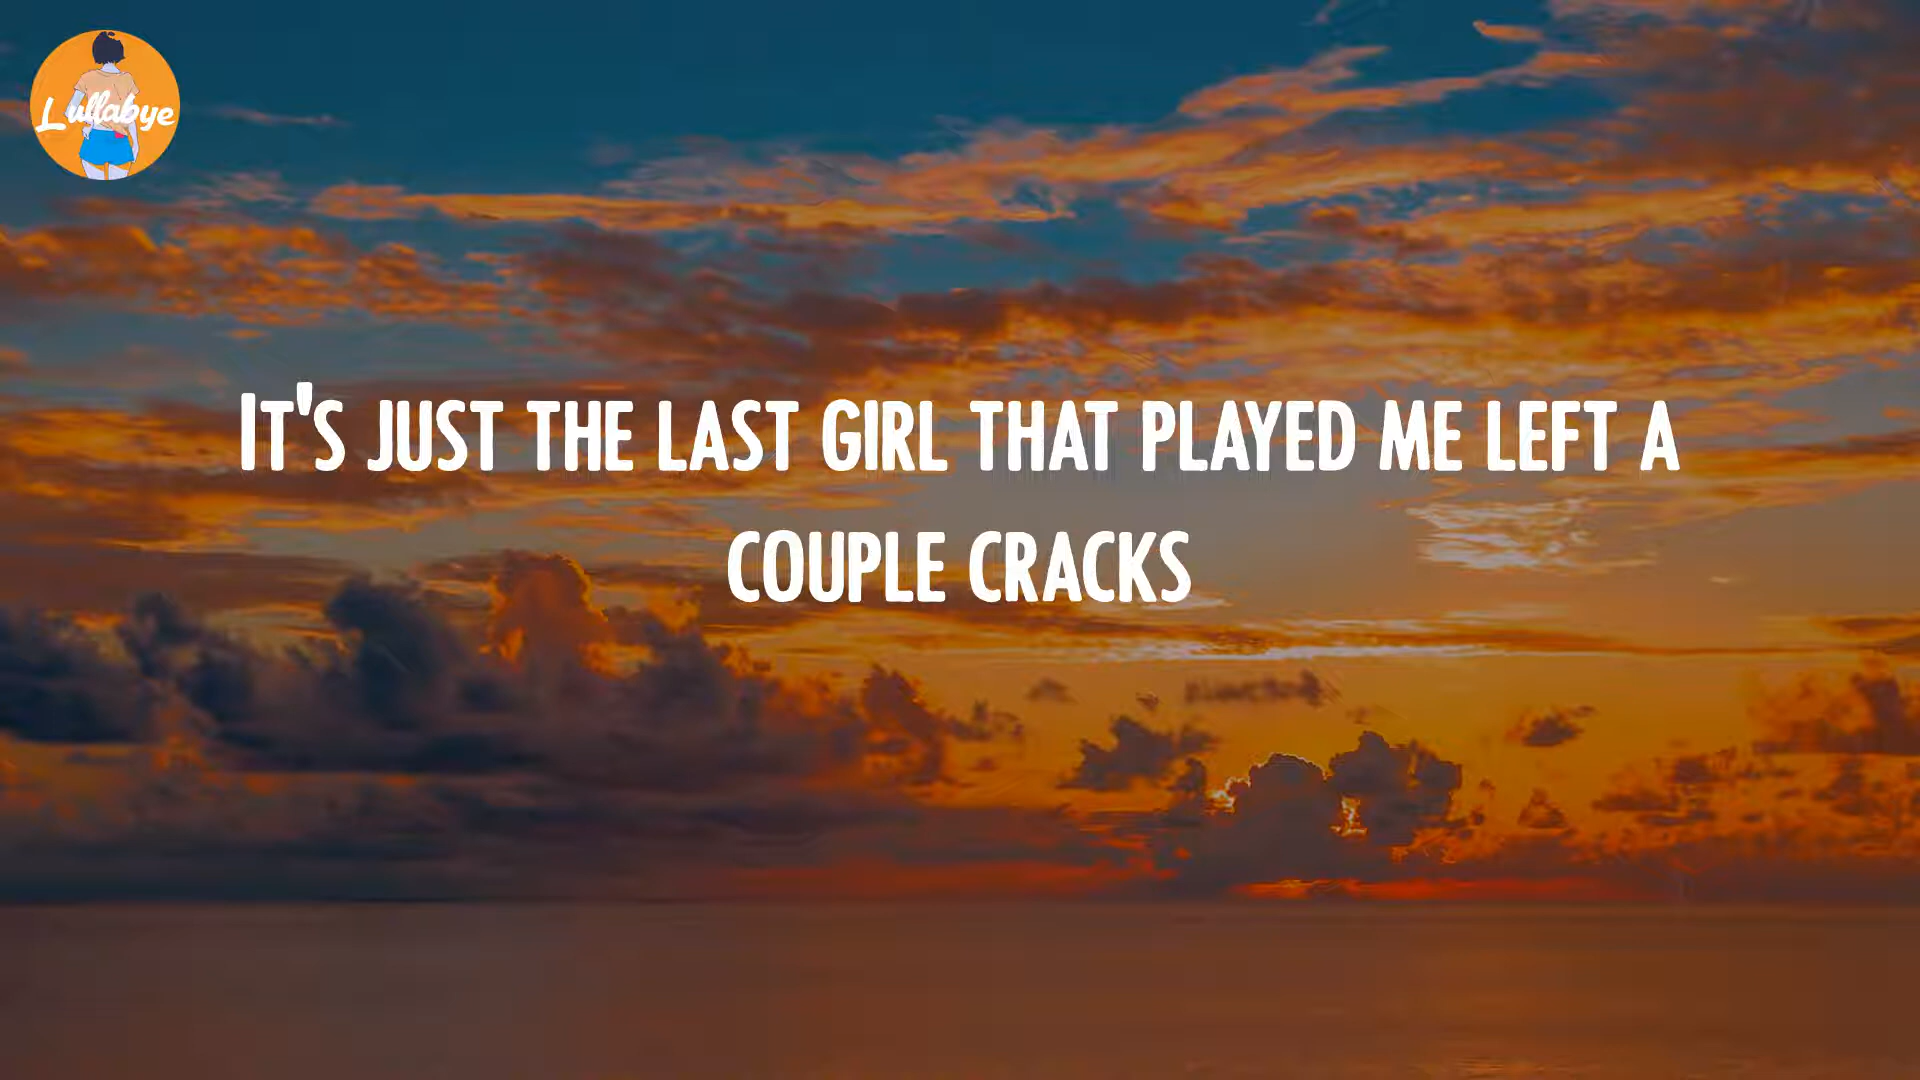 Lullabye
IT'S JUST THE LAST GIRL THAT PLAYED ME LEFT A
COUPLE CRACKS